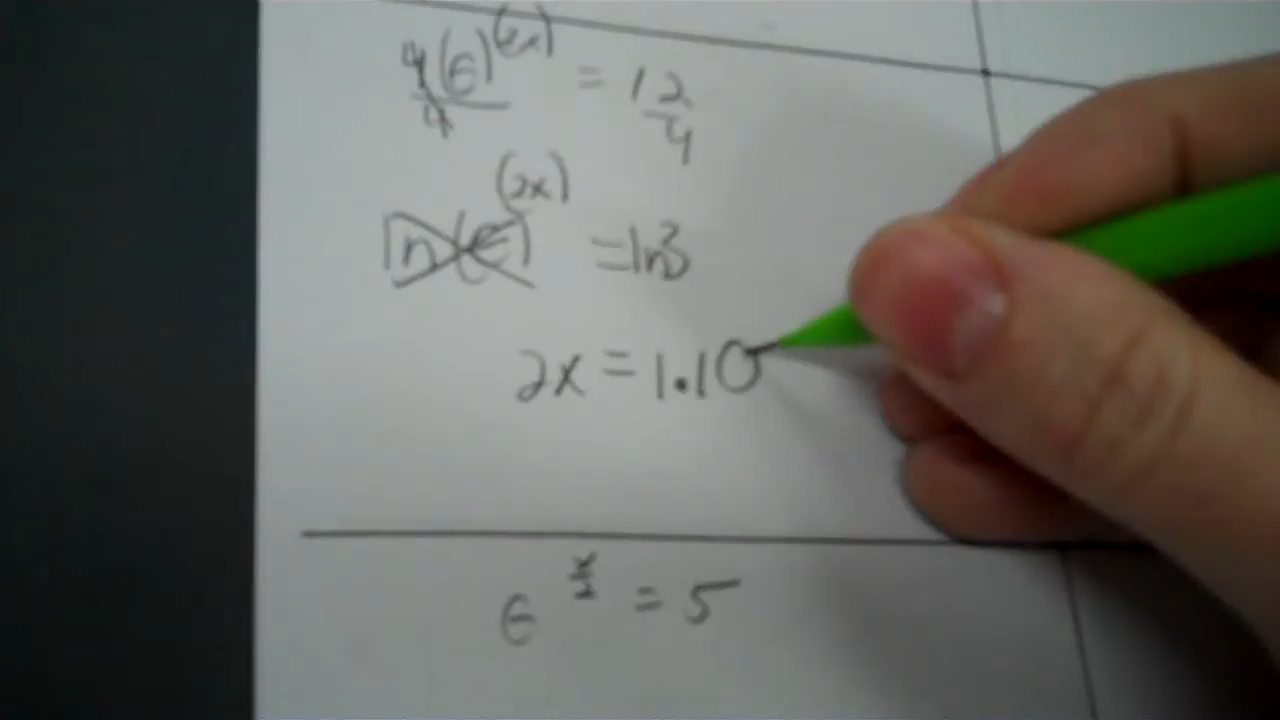 4(e)^(2x) / 4 = 12 / 4
ln(e)^(2x) = ln3
2x = 1.10
e^(x/2) = 5